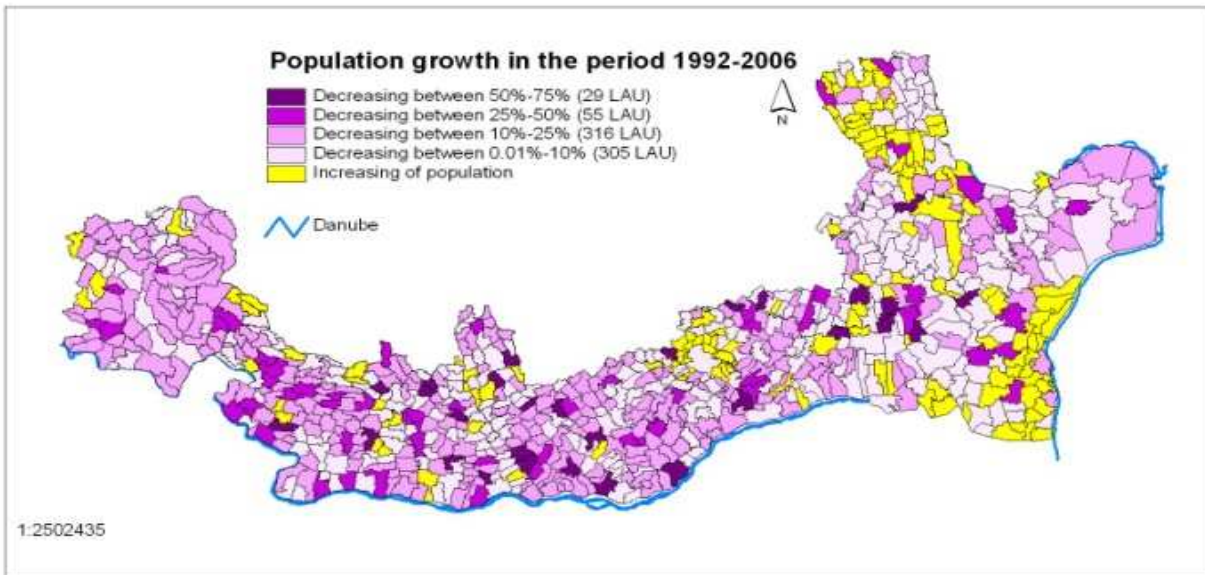 Population growth in the period 1992-2006
Decreasing between 50%-75% (29 LAU)
Decreasing between 25%-50% (55 LAU)
Decreasing between 10%-25% (316 LAU)
Decreasing between 0.01%-10% (305 LAU)
Increasing of population
N
Danube
1:2502435